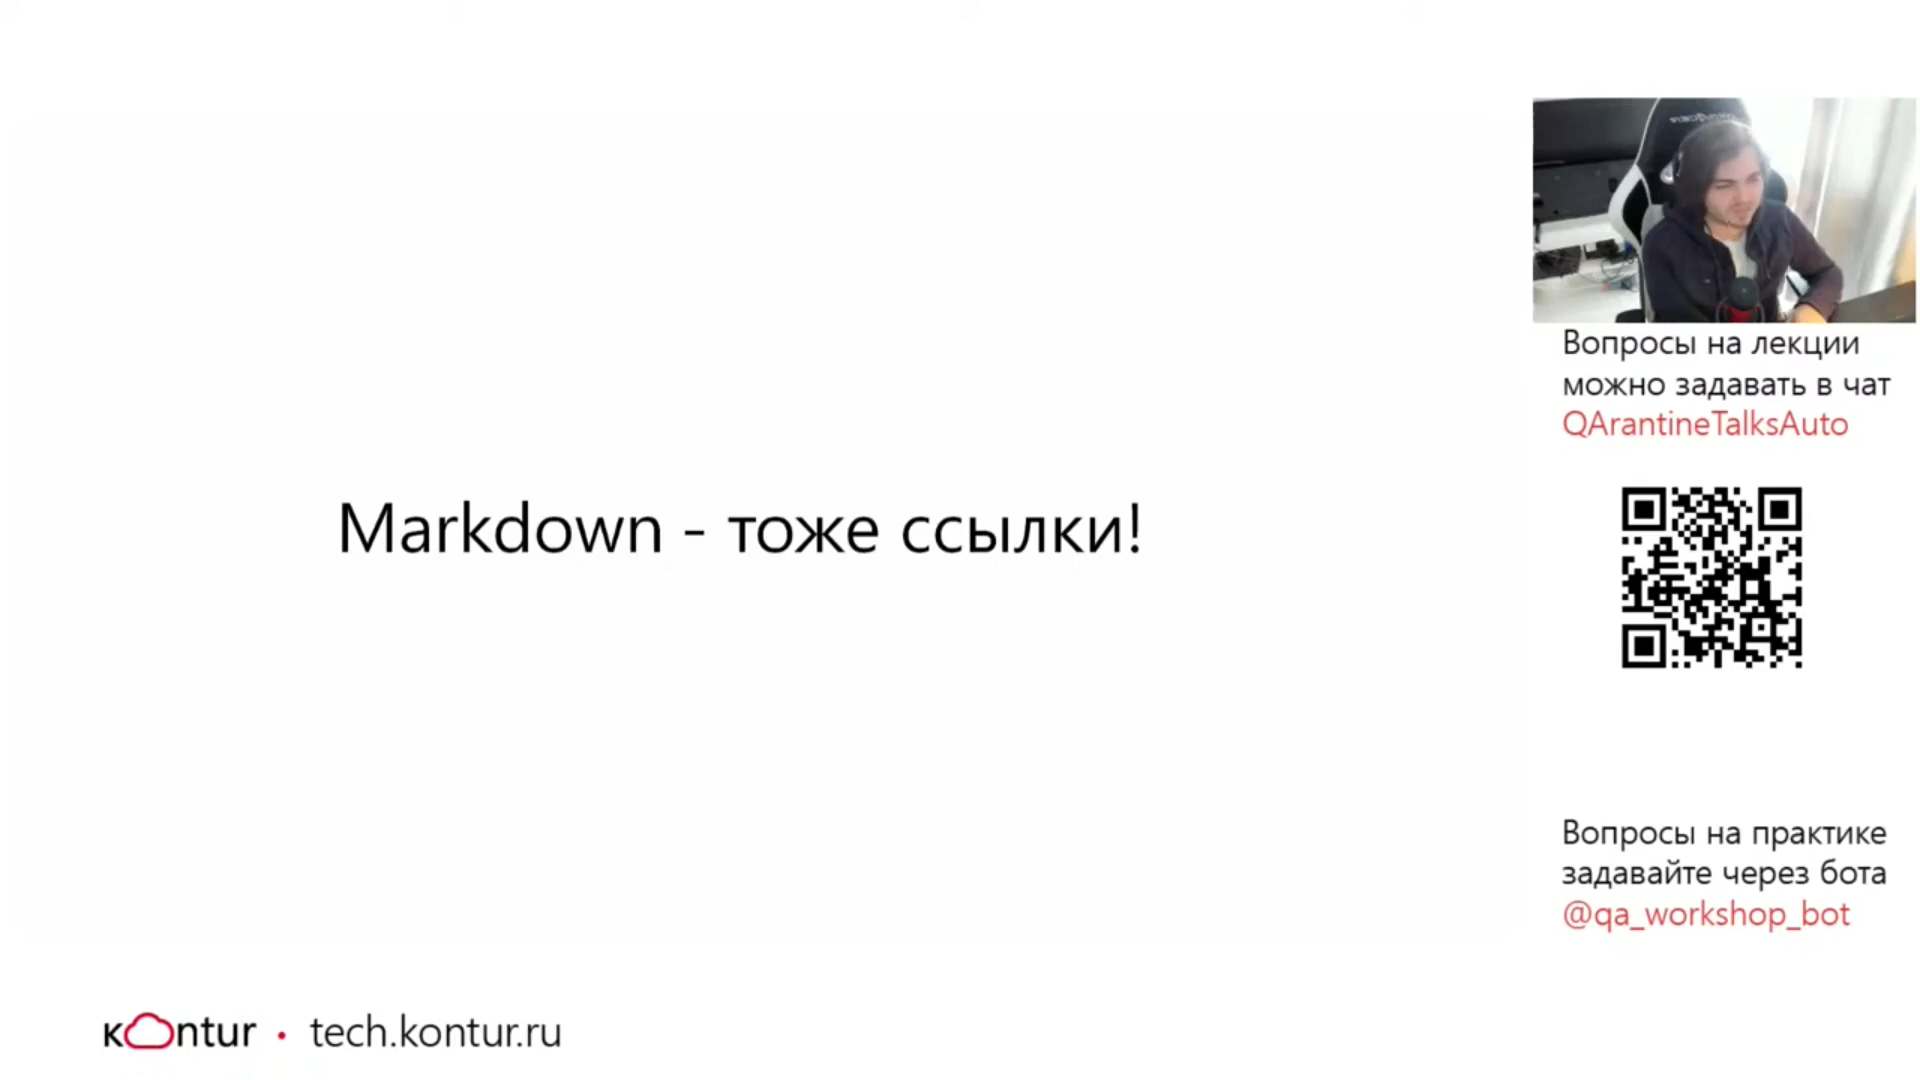 Markdown - тоже ссылки!
Вопросы на лекции
можно задавать в чат
QArantineTalksAuto
Вопросы на практике
задавайте через бота
@qa_workshop_bot
контur • tech.kontur.ru